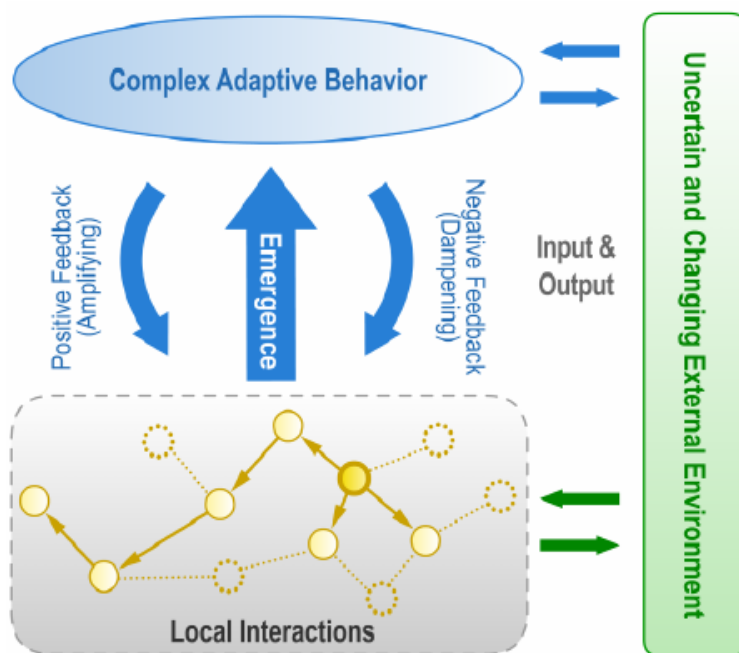 Complex Adaptive Behavior
Positive Feedback
(Amplifying)
Emergence
Negative Feedback
(Dampening)
Input &
Output
Uncertain and Changing External Environment
Local Interactions